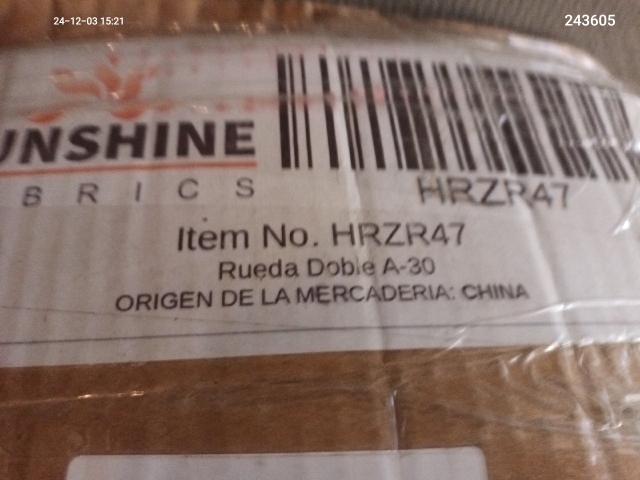 24-12-03 15:21
243605
UNSHINE
BRICS
HRZR47
Item No. HRZR47
Rueda Doble A-30
ORIGEN DE LA MERCADERIA: CHINA